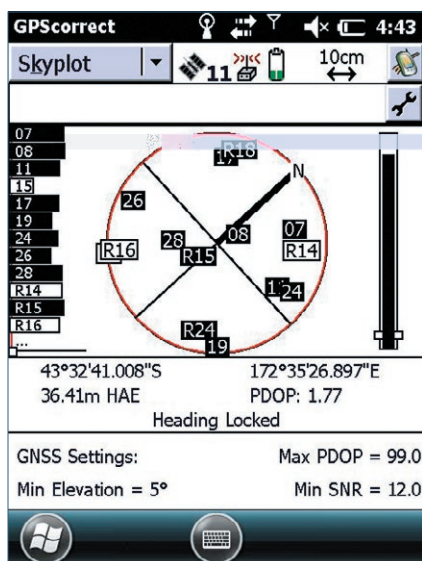 GPScorrect 4:43
Skyplot 11 10cm
07
08
11
15
17
19
24
26
28
R14
R15
R16
...
R18
17
N
26
08
07
28
R16
R14
R15
24
R24
19
43°32'41.008"S 172°35'26.897"E
36.41m HAE PDOP: 1.77
Heading Locked
GNSS Settings: Max PDOP = 99.0
Min Elevation = 5° Min SNR = 12.0